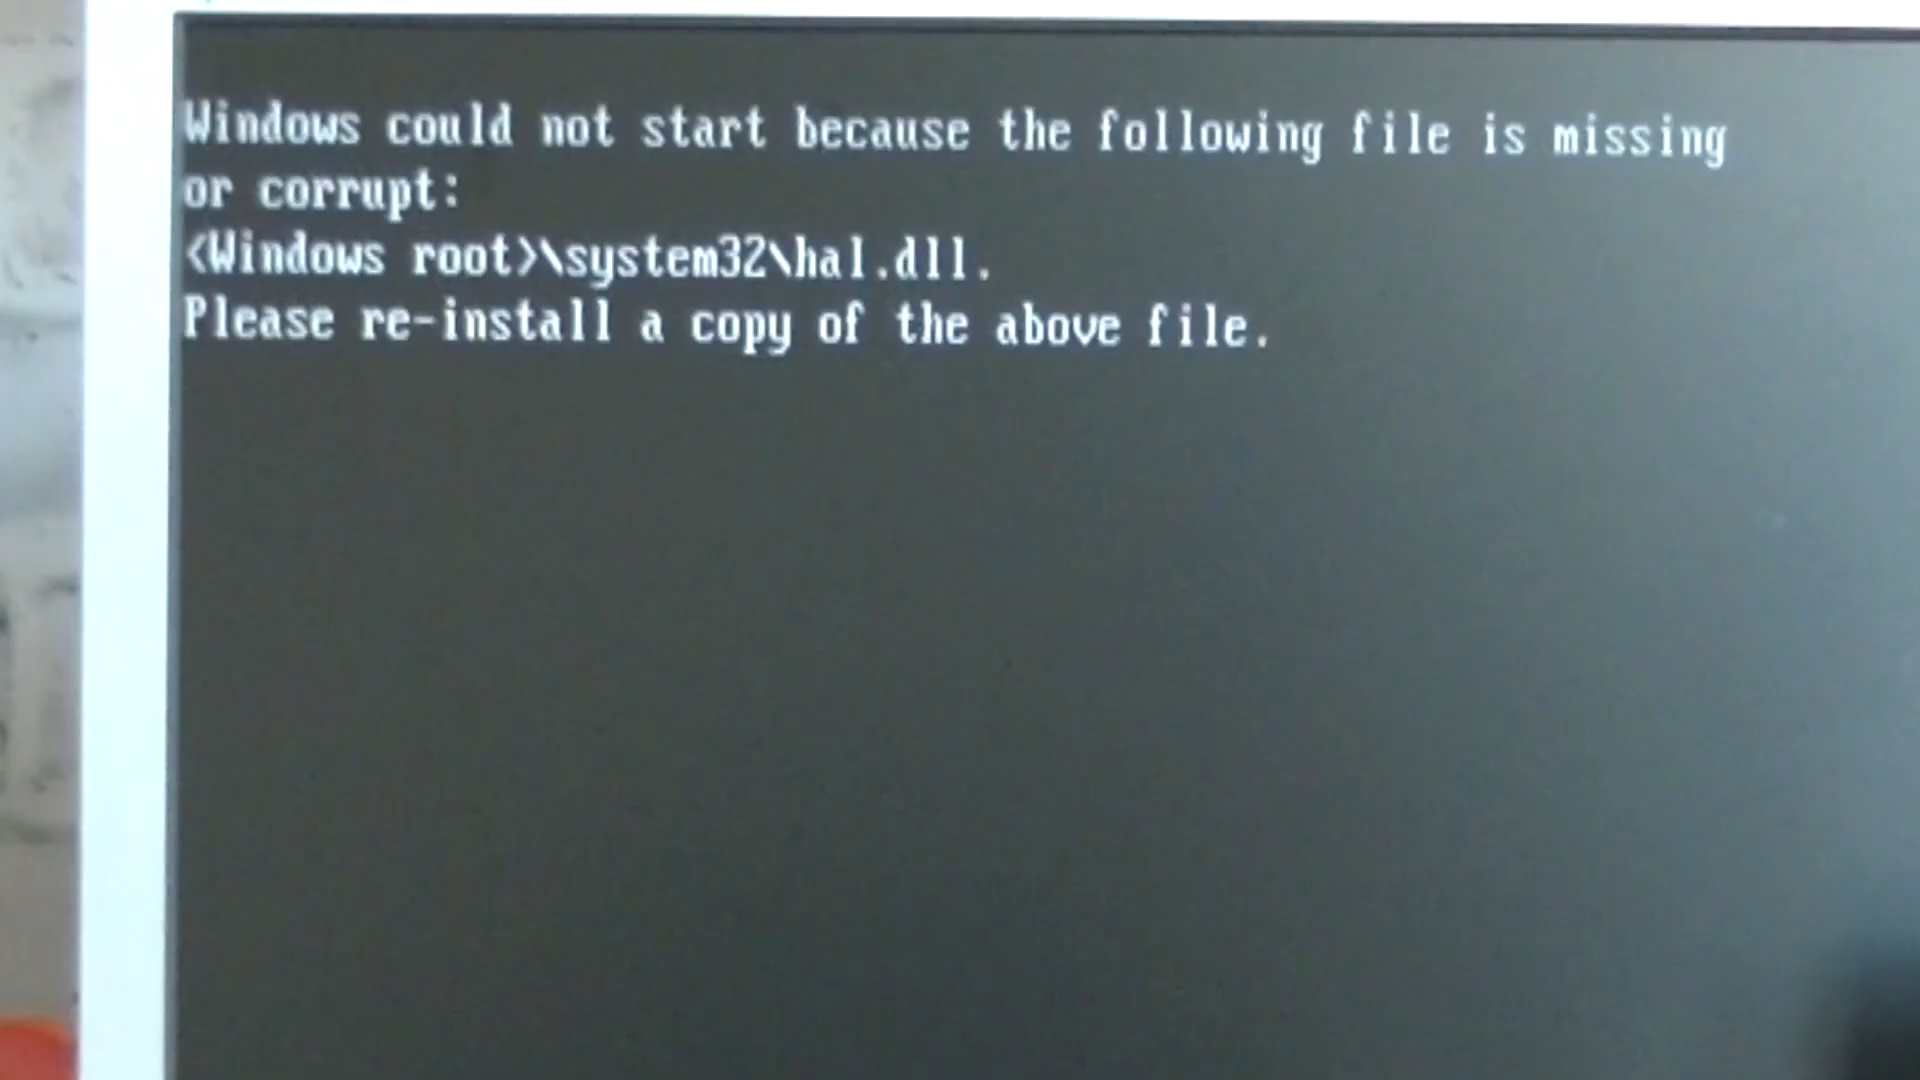 Windows could not start because the following file is missing
or corrupt:
<Windows root>\system32\hal.dll.
Please re-install a copy of the above file.